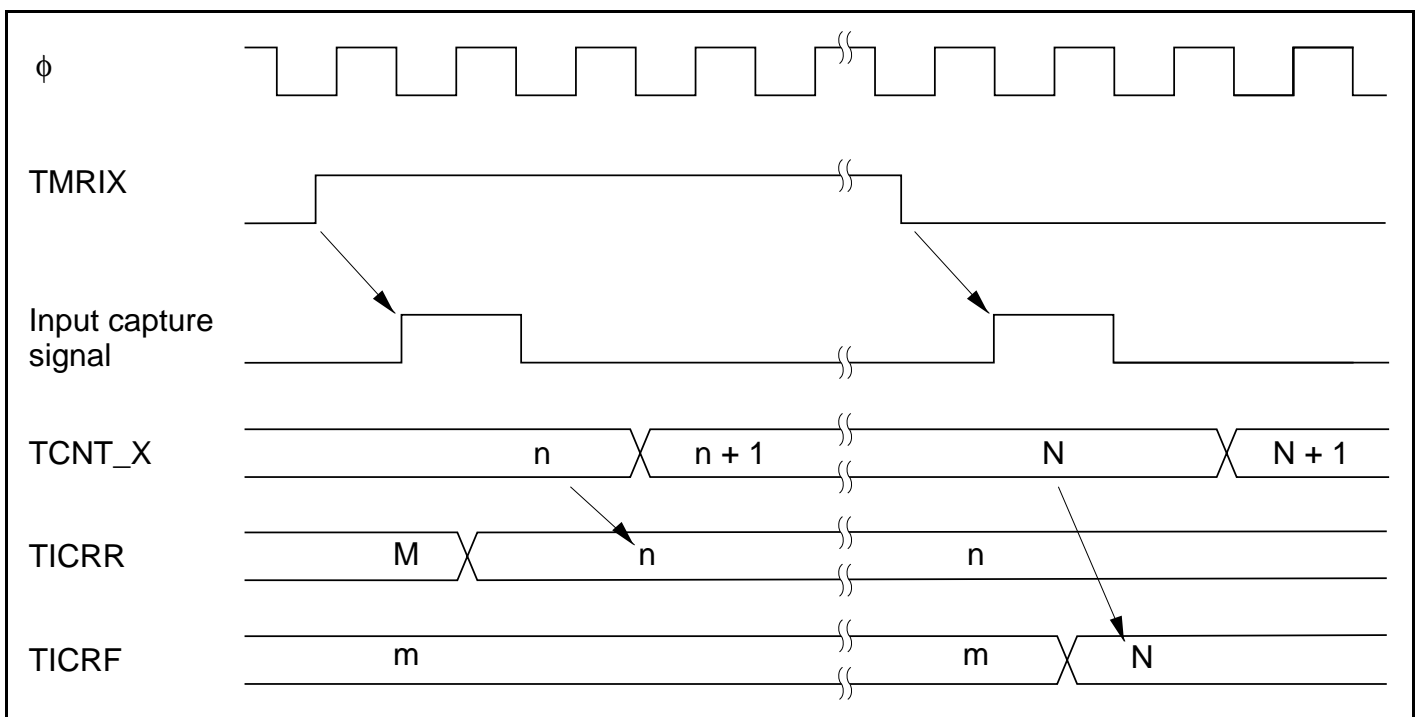 ϕ
TMRIX
Input capture
signal
TCNT_X n n + 1 N N + 1
TICRR M n n
TICRF m m N